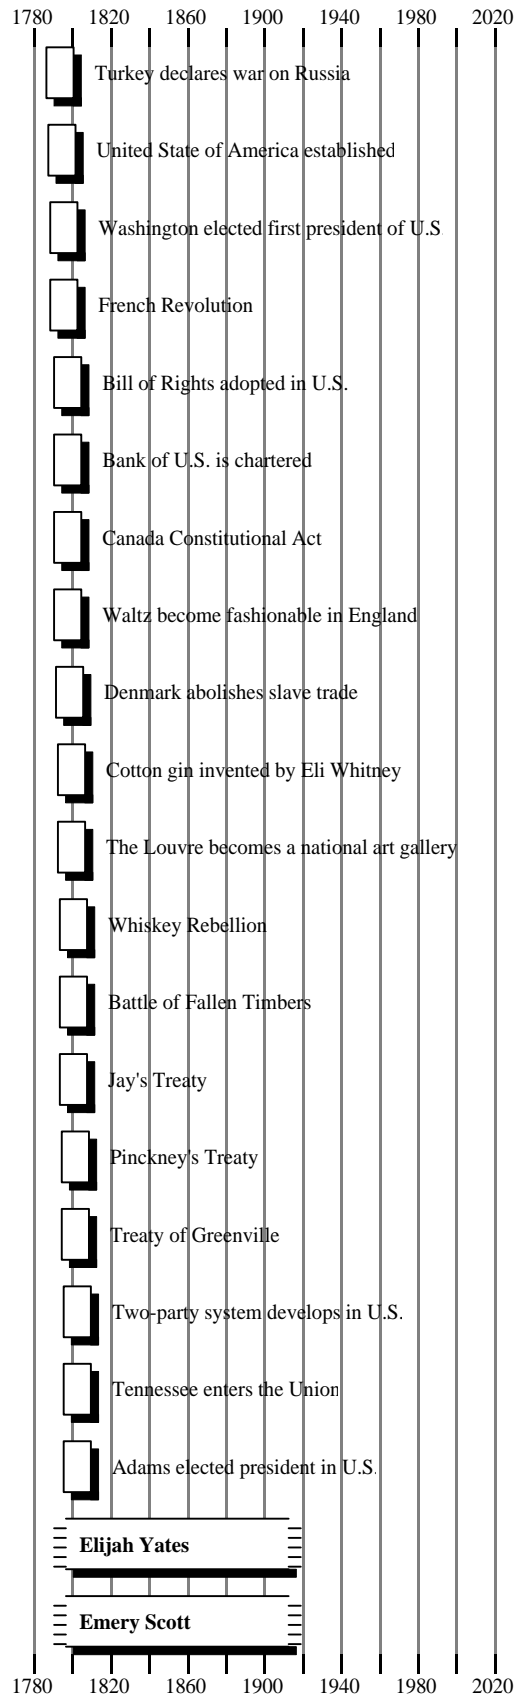 1780 1820 1860 1900 1940 1980 2020
Turkey declares war on Russia
United State of America established
Washington elected first president of U.S
French Revolution
Bill of Rights adopted in U.S.
Bank of U.S. is chartered
Canada Constitutional Act
Waltz become fashionable in England
Denmark abolishes slave trade
Cotton gin invented by Eli Whitney
The Louvre becomes a national art gallery
Whiskey Rebellion
Battle of Fallen Timbers
Jay's Treaty
Pinckney's Treaty
Treaty of Greenville
Two-party system develops in U.S.
Tennessee enters the Union
Adams elected president in U.S.
Elijah Yates
Emery Scott
1780 1820 1860 1900 1940 1980 2020